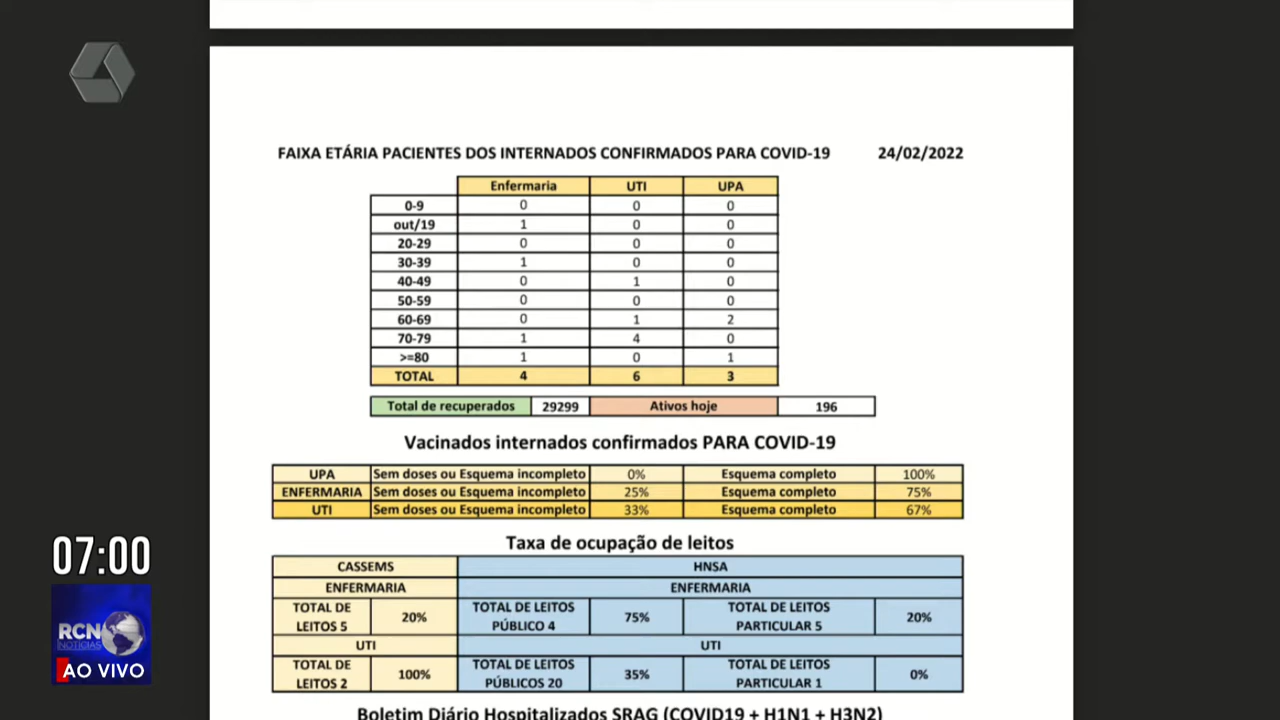 FAIXA ETÁRIA PACIENTES DOS INTERNADOS CONFIRMADOS PARA COVID-19 24/02/2022
Enfermaria UTI UPA
0-9 0 0 0
out/19 1 0 0
20-29 0 0 0
30-39 1 0 0
40-49 0 1 0
50-59 0 0 0
60-69 0 1 2
70-79 1 4 0
>=80 1 0 1
TOTAL 4 6 3
Total de recuperados 29299 Ativos hoje 196
Vacinados internados confirmados PARA COVID-19
UPA Sem doses ou Esquema incompleto 0% Esquema completo 100%
ENFERMARIA Sem doses ou Esquema incompleto 25% Esquema completo 75%
UTI Sem doses ou Esquema incompleto 33% Esquema completo 67%
Taxa de ocupação de leitos
CASSEMS HNSA
ENFERMARIA ENFERMARIA
TOTAL DE LEITOS 5 20% TOTAL DE LEITOS PÚBLICO 4 75% TOTAL DE LEITOS PARTICULAR 5 20%
UTI UTI
TOTAL DE LEITOS 2 100% TOTAL DE LEITOS PÚBLICOS 20 35% TOTAL DE LEITOS PARTICULAR 1 0%
Boletim Diário Hospitalizados SRAG (COVID19 + H1N1 + H3N2)
07:00
RCN
NOTÍCIAS
AO VIVO